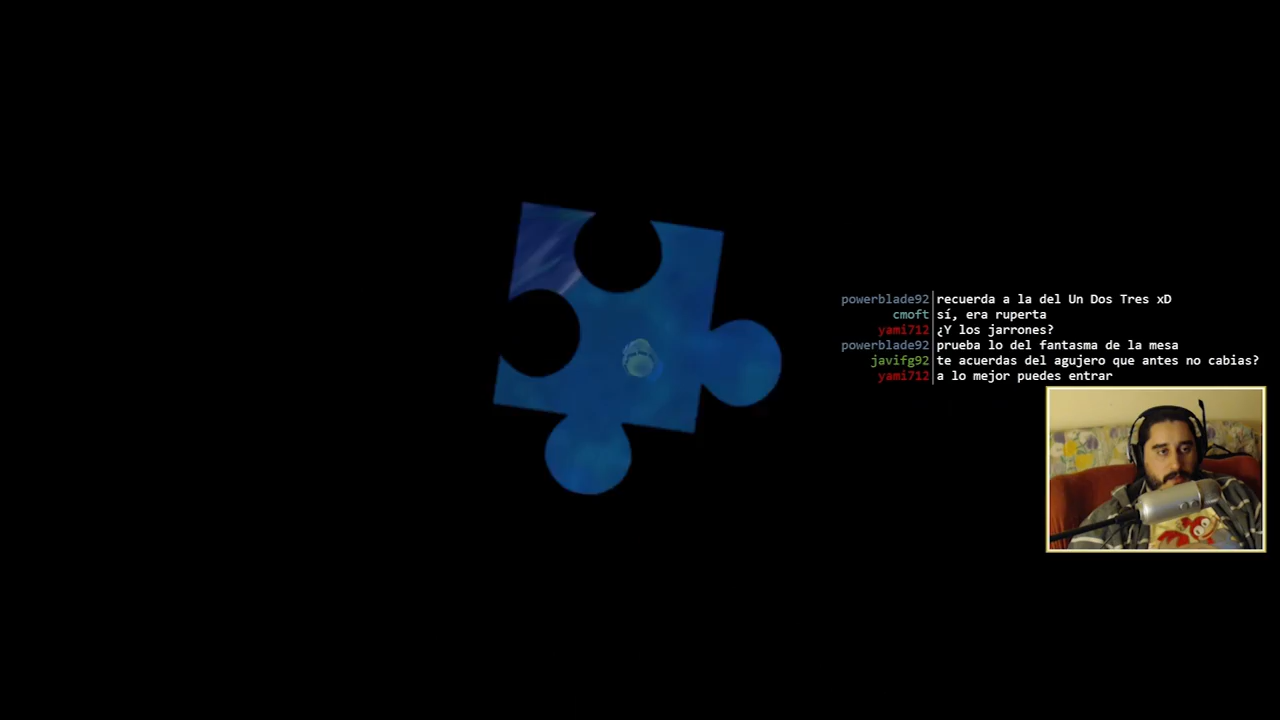 powerblade92 recuerda a la del Un Dos Tres xD
cmoft sí, era ruperta
yami712 ¿Y los jarrones?
powerblade92 prueba lo del fantasma de la mesa
javifg92 te acuerdas del agujero que antes no cabias?
yami712 a lo mejor puedes entrar